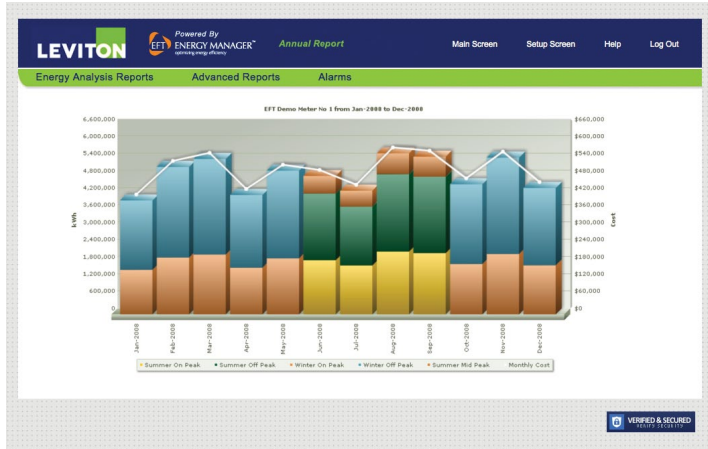 LEVITON
EFT
Powered By
ENERGY MANAGER™
optimizing energy efficiency
Annual Report
Main Screen Setup Screen Help Log Out
Energy Analysis Reports Advanced Reports Alarms
EFT Demo Meter No 1 from Jan-2008 to Dec-2008
6,600,000 $660,000
6,000,000 $600,000
5,400,000 $540,000
4,800,000 $480,000
4,200,000 $420,000
3,600,000 $360,000
3,000,000 $300,000
2,400,000 $240,000
1,800,000 $180,000
1,200,000 $120,000
600,000 $60,000
0 $0
kWh
Cost
Jan-2008 Feb-2008 Mar-2008 Apr-2008 May-2008 Jun-2008 Jul-2008 Aug-2008 Sep-2008 Oct-2008 Nov-2008 Dec-2008
Summer On Peak Summer Off Peak Winter On Peak Winter Off Peak Summer Mid Peak Monthly Cost
VERIFIED & SECURED
VERIFY SECURITY